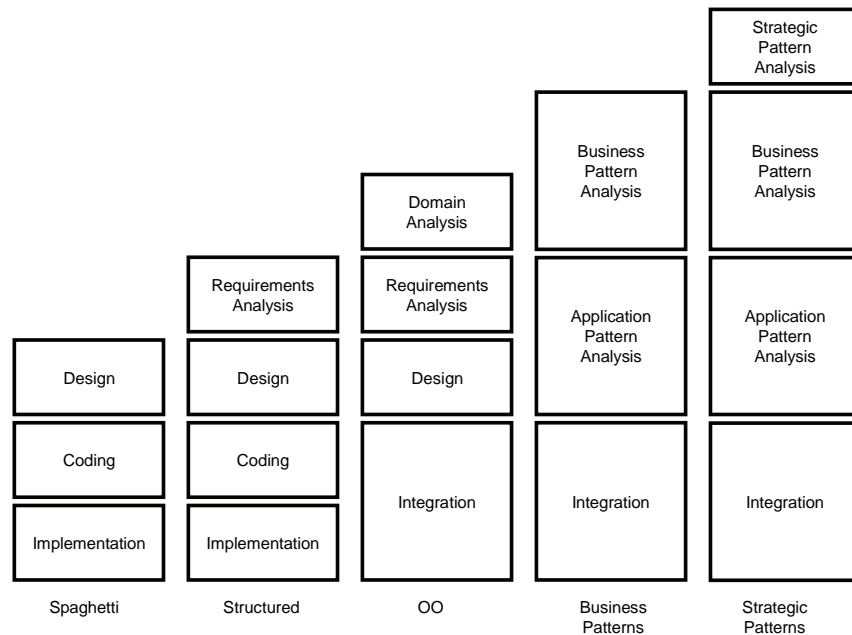 Strategic
Pattern
Analysis
Business
Pattern
Analysis
Business
Pattern
Analysis
Domain
Analysis
Requirements
Analysis
Requirements
Analysis
Application
Pattern
Analysis
Application
Pattern
Analysis
Design
Design
Design
Coding
Coding
Integration
Integration
Integration
Implementation
Implementation
Spaghetti
Structured
OO
Business
Patterns
Strategic
Patterns